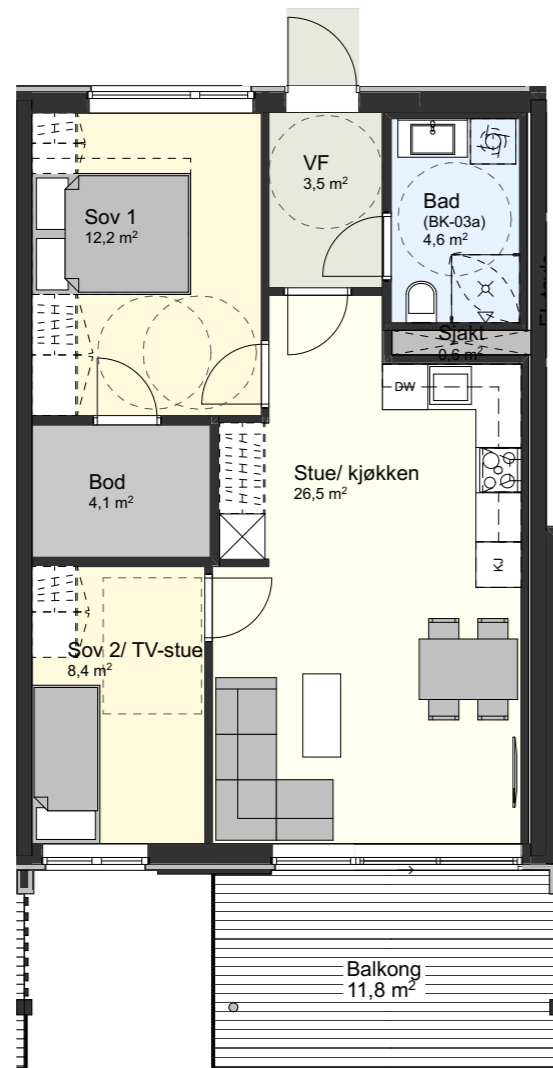 VF
3,5 m²
Sov 1
12,2 m²
Bad
(BK-03a)
4,6 m²
Sjakt
0,6 m²
DW
Bod
4,1 m²
Stue/ kjøkken
26,5 m²
KJ
Sov 2/ TV-stue
8,4 m²
Balkong
11,8 m²